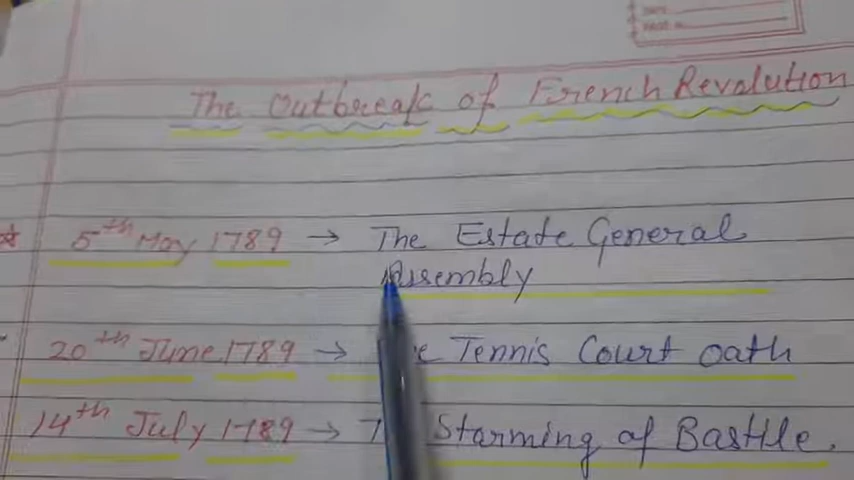 The Outbreak of French Revolution
5th May 1789 → The Estate General
Assembly
20th June 1789 → Tennis Court oath
14th July 1789 → Starming of Bastile.